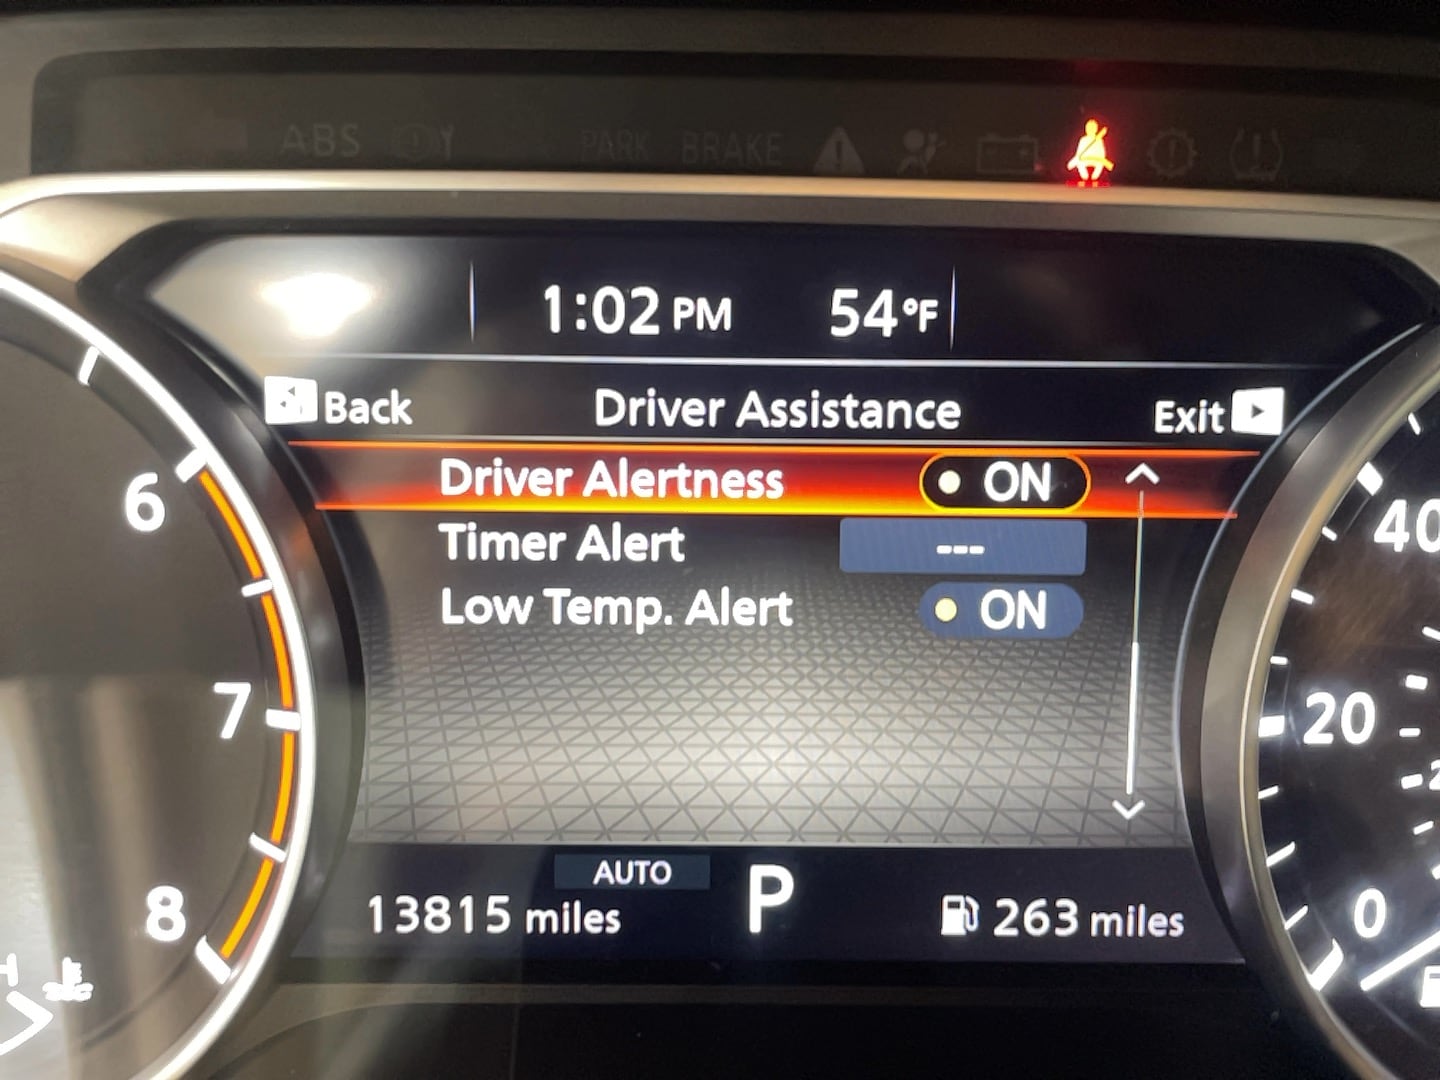 ABS
PARK BRAKE
1:02 PM 54°F
Back Driver Assistance Exit
Driver Alertness ON
Timer Alert ---
Low Temp. Alert ON
6
7
8
40
20
0
AUTO
13815 miles P 263 miles